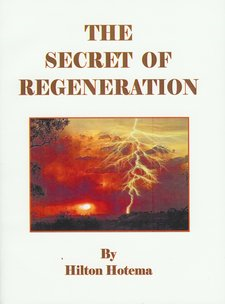 THE
SECRET OF
REGENERATION
By
Hilton Hotema